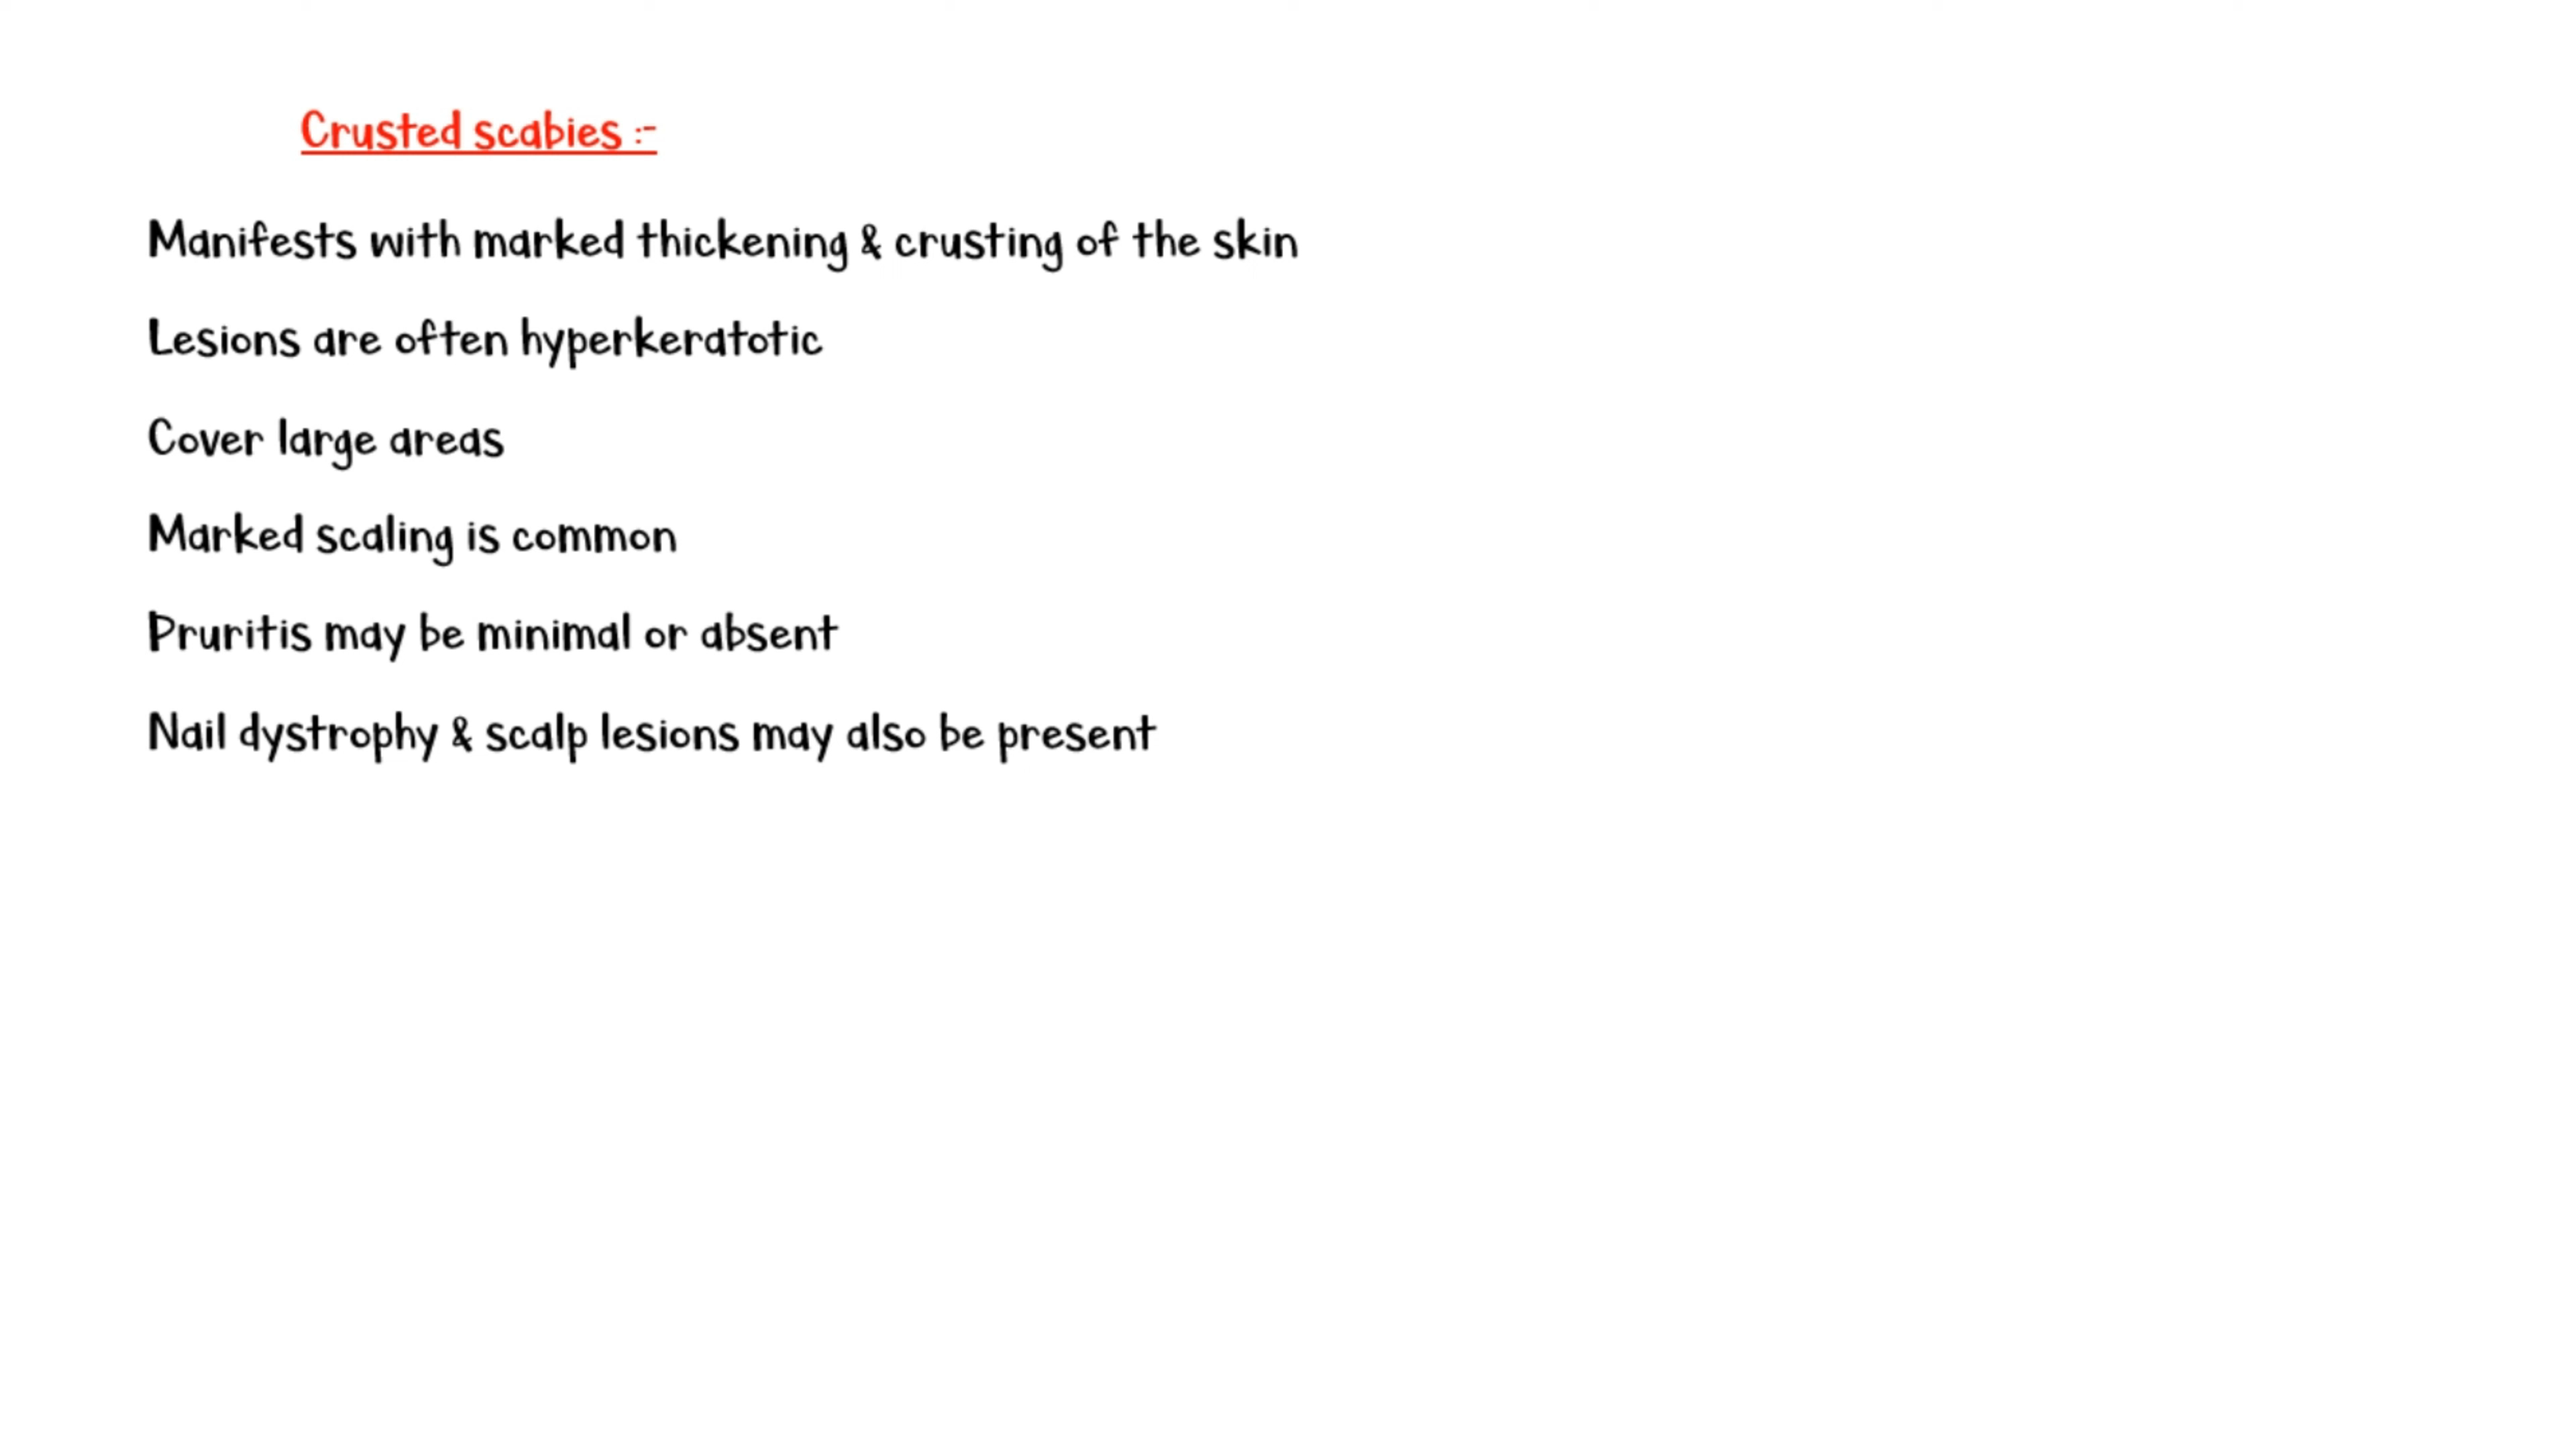 Crusted scabies :-
Manifests with marked thickening & crusting of the skin
Lesions are often hyperkeratotic
Cover large areas
Marked scaling is common
Pruritis may be minimal or absent
Nail dystrophy & scalp lesions may also be present